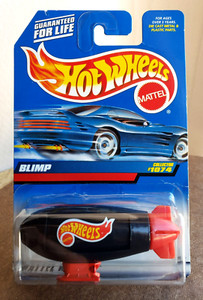 GUARANTEED
FOR LIFE
FOR AGES
OVER 3 YEARS.
DIE CAST METAL &
PLASTIC PARTS.
Hot Wheels
MATTEL
BLIMP
COLLECTOR
#1074
Hot Wheels